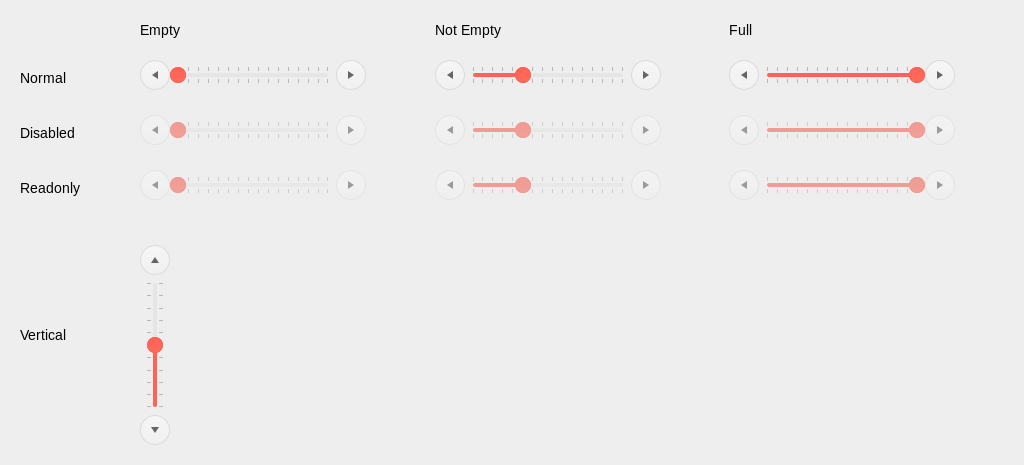 Empty Not Empty Full
Normal
Disabled
Readonly
Vertical